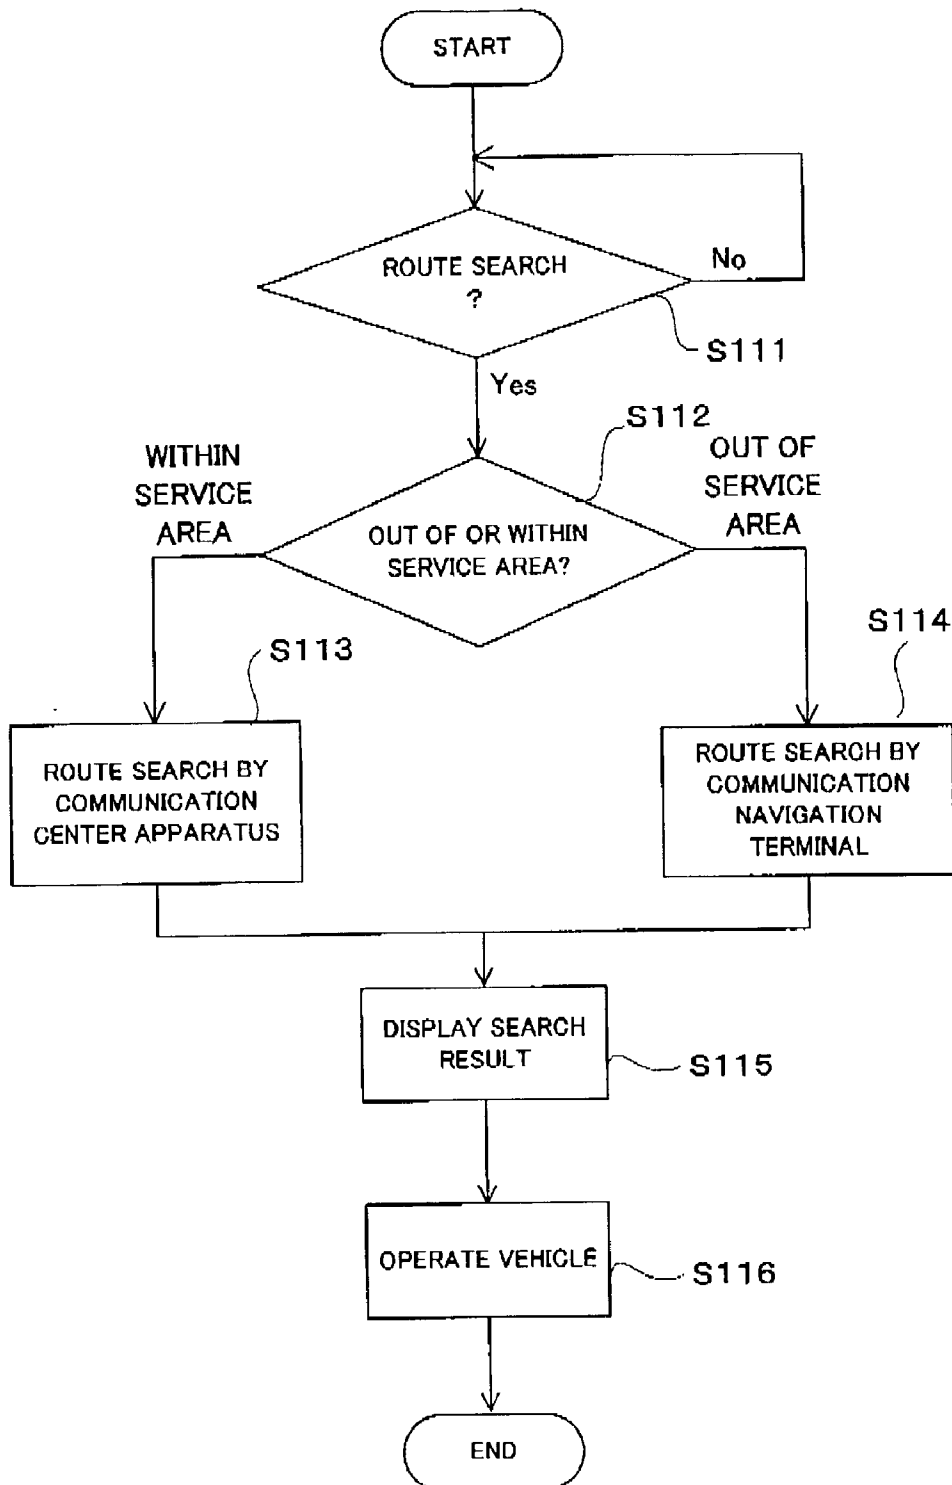 START
ROUTE SEARCH
?
No
S111
Yes
S112
WITHIN
SERVICE
AREA
OUT OF
SERVICE
AREA
OUT OF OR WITHIN
SERVICE AREA?
S113
S114
ROUTE SEARCH BY
COMMUNICATION
CENTER APPARATUS
ROUTE SEARCH BY
COMMUNICATION
NAVIGATION
TERMINAL
DISPLAY SEARCH
RESULT
S115
OPERATE VEHICLE
S116
END